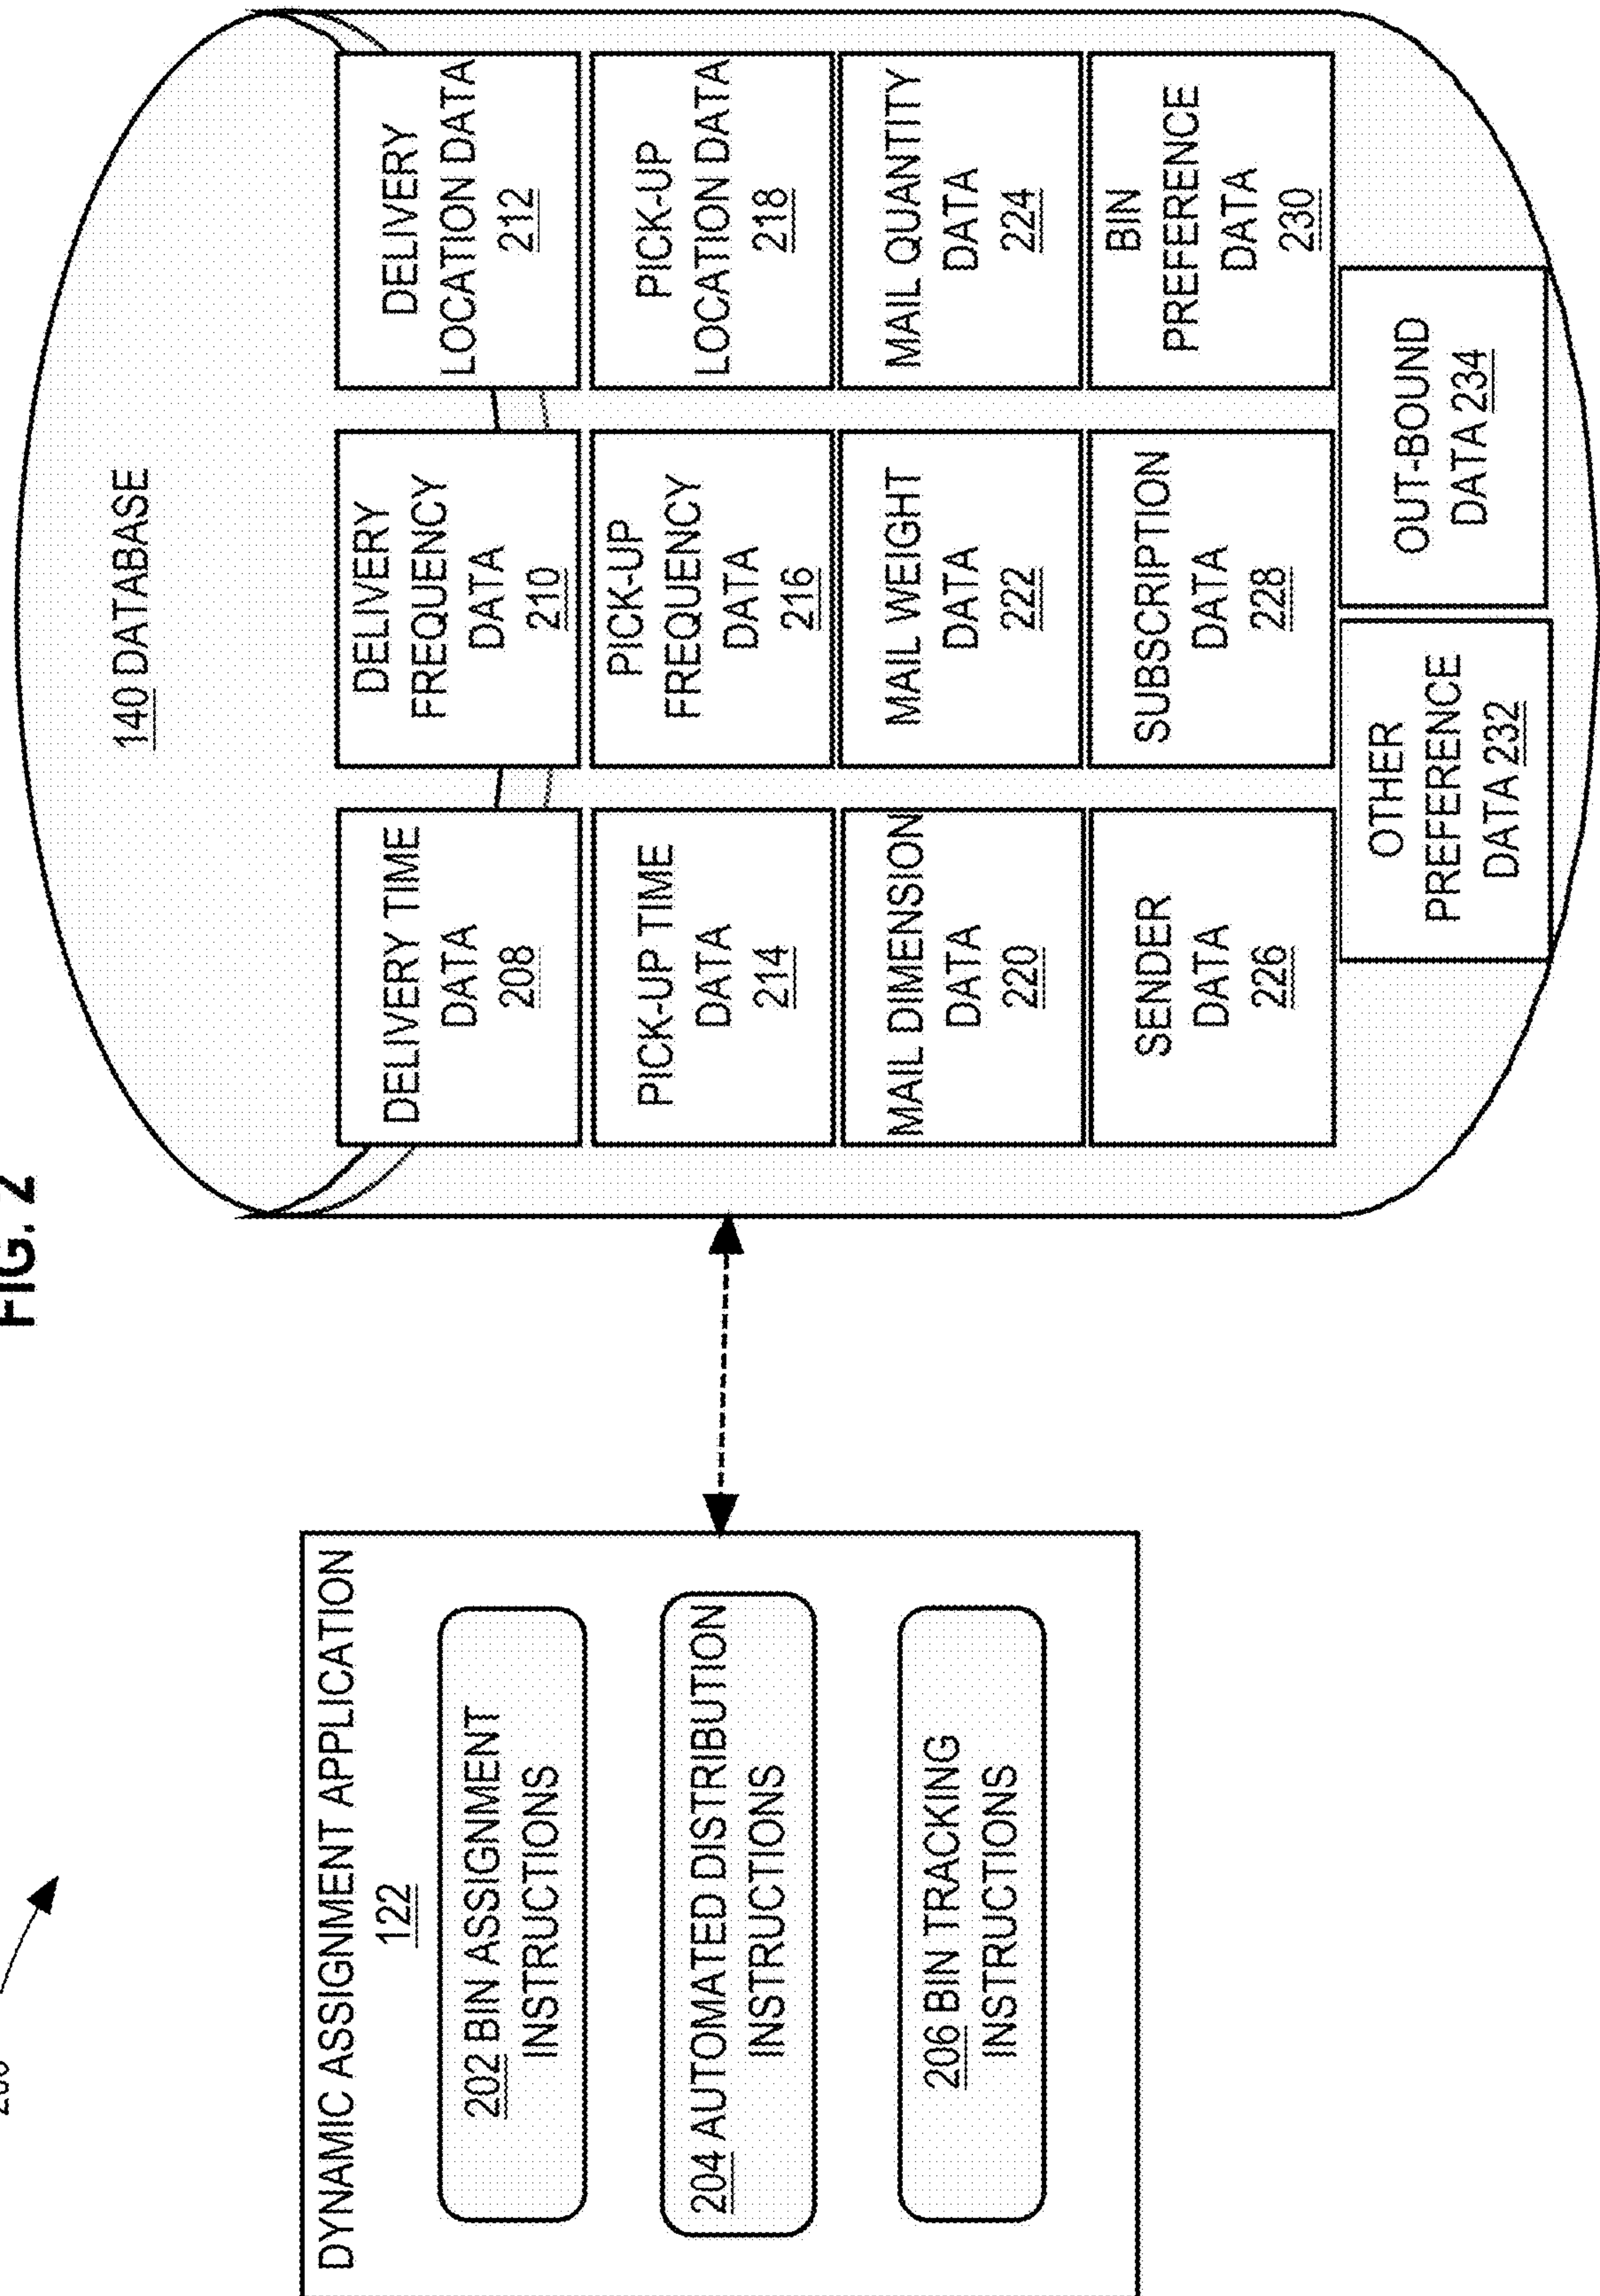 FIG. 2
DYNAMIC ASSIGNMENT APPLICATION
122
202 BIN ASSIGNMENT
INSTRUCTIONS
204 AUTOMATED DISTRIBUTION
INSTRUCTIONS
206 BIN TRACKING
INSTRUCTIONS
140 DATABASE
DELIVERY TIME
DATA
208
DELIVERY
FREQUENCY
DATA
210
DELIVERY
LOCATION DATA
212
PICK-UP TIME
DATA
214
PICK-UP
FREQUENCY
DATA
216
PICK-UP
LOCATION DATA
218
MAIL DIMENSION
DATA
220
MAIL WEIGHT
DATA
222
MAIL QUANTITY
DATA
224
SENDER
DATA
226
SUBSCRIPTION
DATA
228
BIN
PREFERENCE
DATA
230
OTHER
PREFERENCE
DATA 232
OUT-BOUND
DATA 234